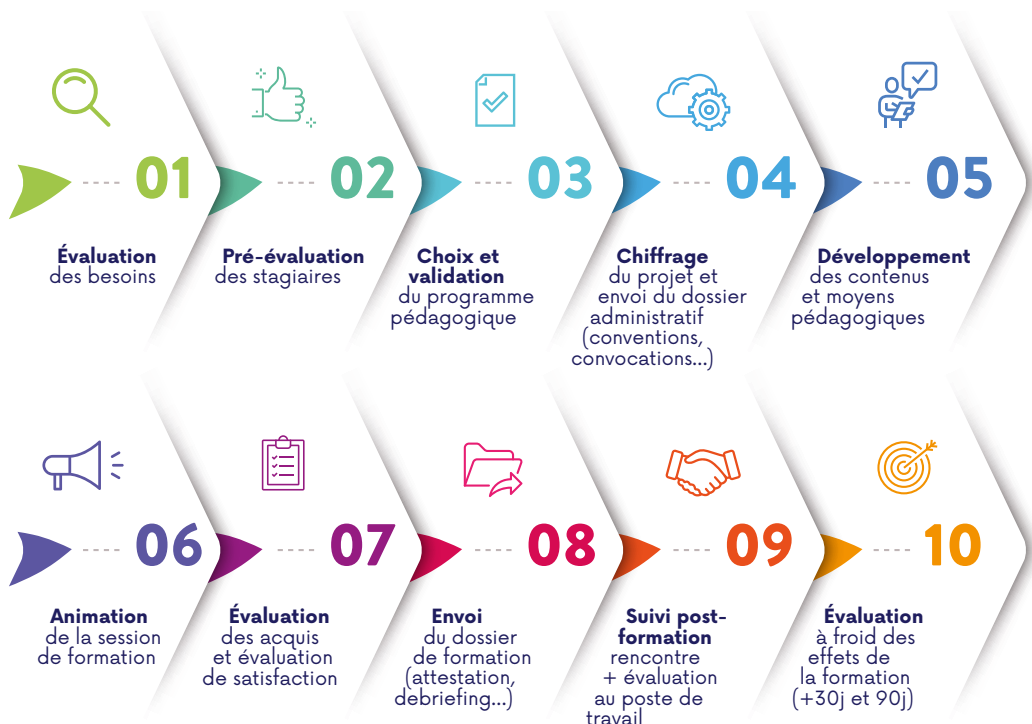 01
Évaluation
des besoins
02
Pré-évaluation
des stagiaires
03
Choix et
validation
du programme
pédagogique
04
Chiffrage
du projet et
envoi du dossier
administratif
(conventions,
convocations...)
05
Développement
des contenus
et moyens
pédagogiques
06
Animation
de la session
de formation
07
Évaluation
des acquis
et évaluation
de satisfaction
08
Envoi
du dossier
de formation
(attestation,
debriefing...)
09
Suivi post-
formation
rencontre
+ évaluation
au poste de
travail
10
Évaluation
à froid des
effets de
la formation
(+30j et 90j)